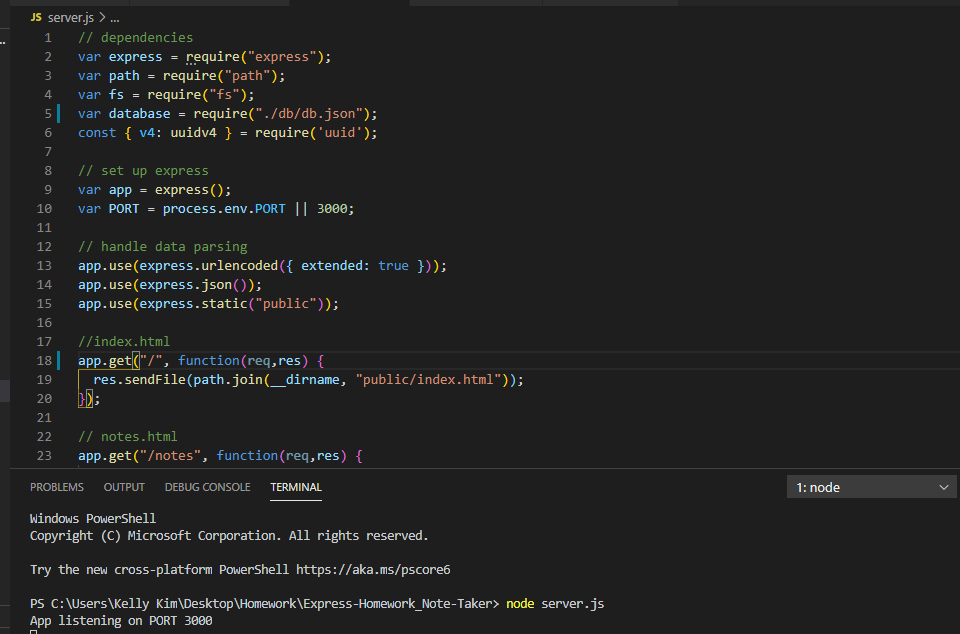 JS server.js > ...
1 // dependencies
2 var express = require("express");
3 var path = require("path");
4 var fs = require("fs");
5 var database = require("./db/db.json");
6 const { v4: uuidv4 } = require('uuid');
7
8 // set up express
9 var app = express();
10 var PORT = process.env.PORT || 3000;
11
12 // handle data parsing
13 app.use(express.urlencoded({ extended: true }));
14 app.use(express.json());
15 app.use(express.static("public"));
16
17 //index.html
18 app.get("/", function(req,res) {
19 res.sendFile(path.join(__dirname, "public/index.html"));
20 });
21
22 // notes.html
23 app.get("/notes", function(req,res) {
PROBLEMS OUTPUT DEBUG CONSOLE TERMINAL 1: node
Windows PowerShell
Copyright (C) Microsoft Corporation. All rights reserved.
Try the new cross-platform PowerShell https://aka.ms/pscore6
PS C:\Users\Kelly Kim\Desktop\Homework\Express-Homework_Note-Taker> node server.js
App listening on PORT 3000